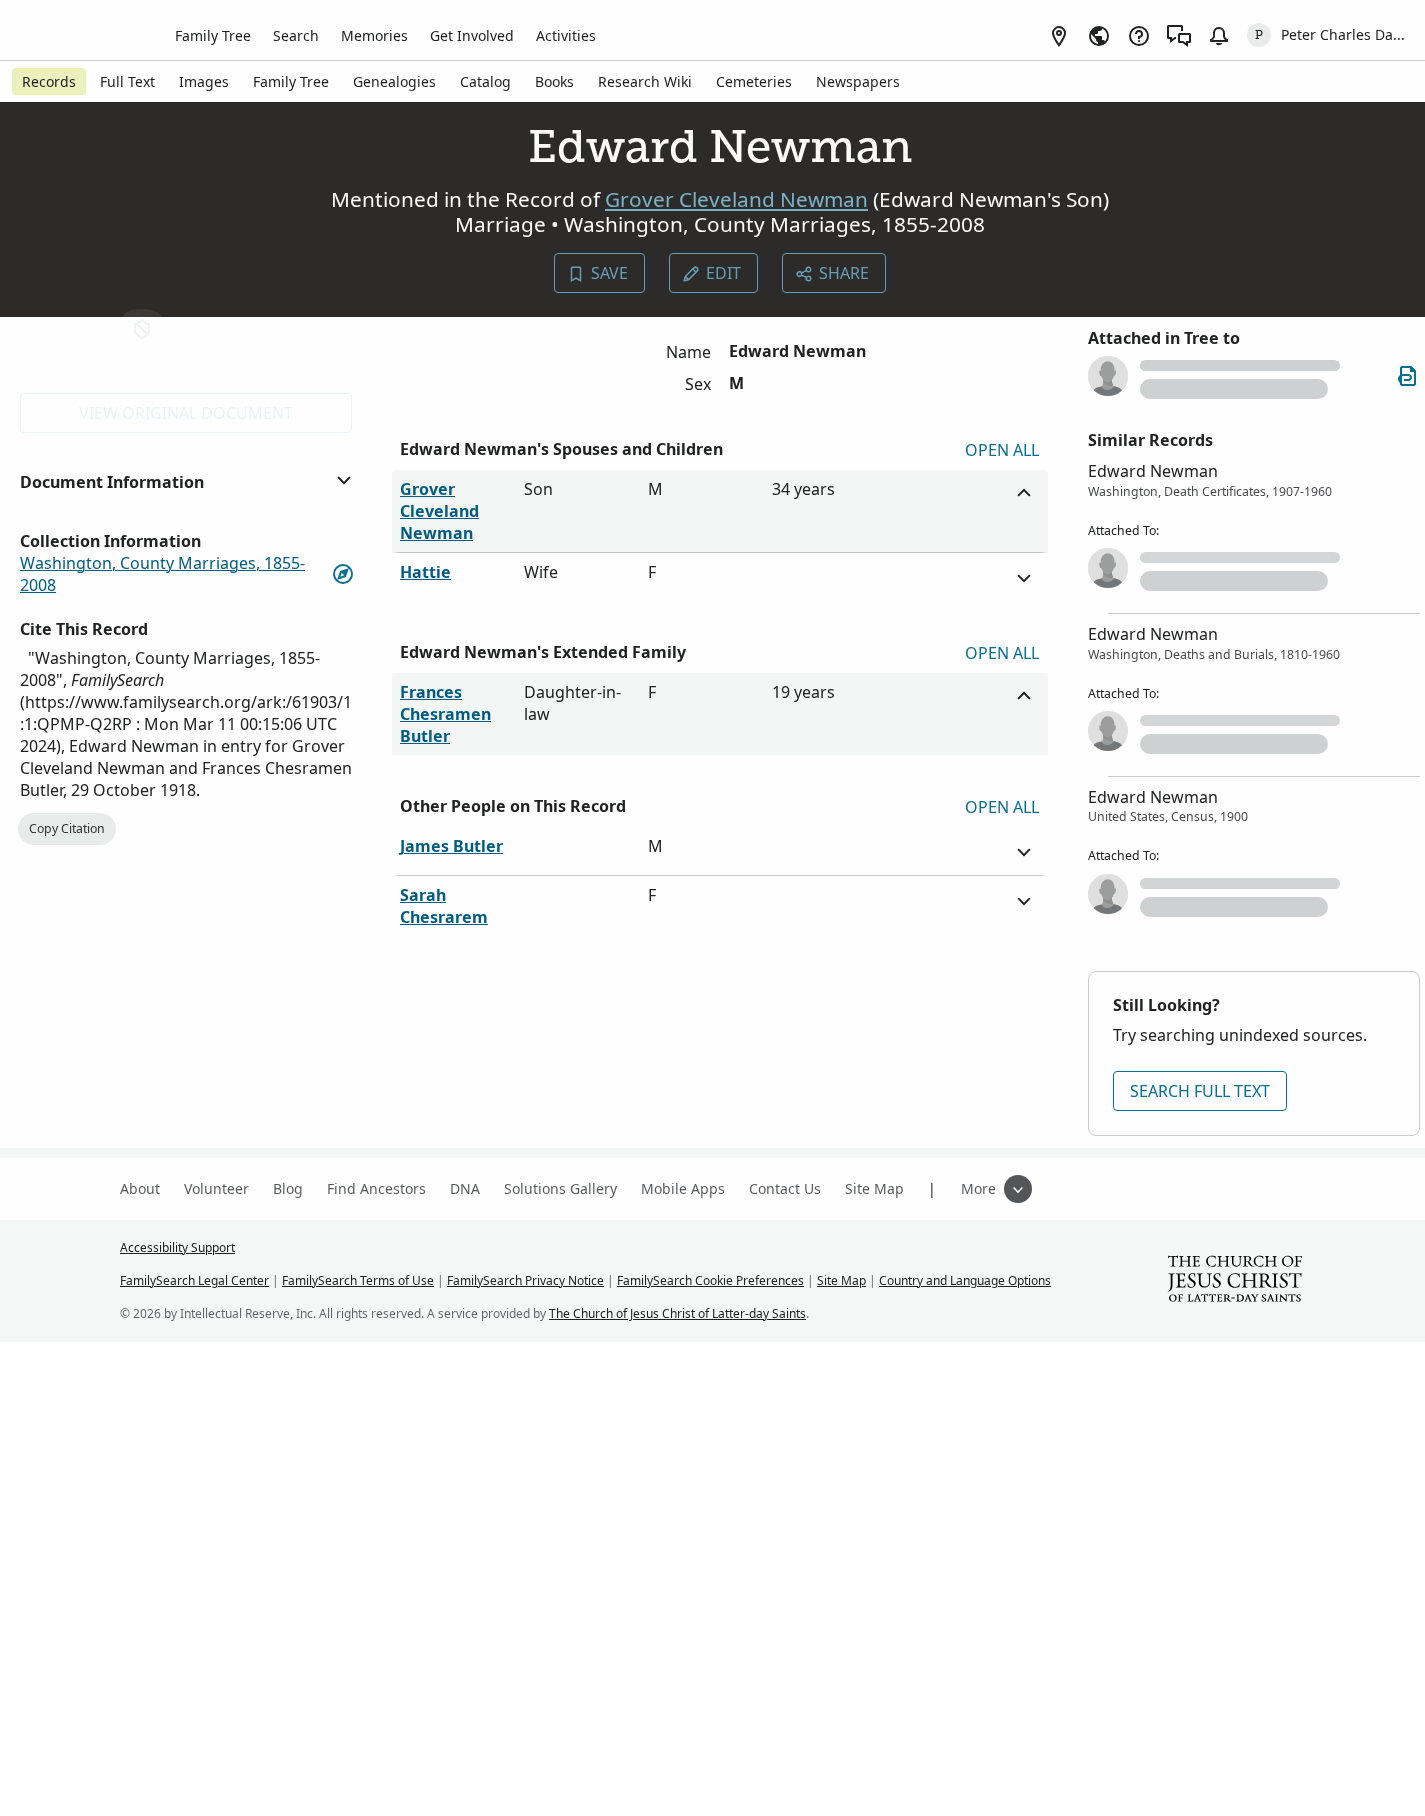 Family Tree Search Memories Get Involved Activities P Peter Charles Da...
Records Full Text Images Family Tree Genealogies Catalog Books Research Wiki Cemeteries Newspapers
Edward Newman
Mentioned in the Record of Grover Cleveland Newman (Edward Newman's Son)
Marriage • Washington, County Marriages, 1855-2008
SAVE EDIT SHARE
VIEW ORIGINAL DOCUMENT
Document Information
Collection Information
Washington, County Marriages, 1855-
2008
Cite This Record
"Washington, County Marriages, 1855-
2008", FamilySearch
(https://www.familysearch.org/ark:/61903/1
:1:QPMP-Q2RP : Mon Mar 11 00:15:06 UTC
2024), Edward Newman in entry for Grover
Cleveland Newman and Frances Chesramen
Butler, 29 October 1918.
Copy Citation
Name Edward Newman
Sex M
Edward Newman's Spouses and Children OPEN ALL
Grover Son M 34 years
Cleveland
Newman
Hattie Wife F
Edward Newman's Extended Family OPEN ALL
Frances Daughter-in- F 19 years
Chesramen law
Butler
Other People on This Record OPEN ALL
James Butler M
Sarah F
Chesrarem
Attached in Tree to
Similar Records
Edward Newman
Washington, Death Certificates, 1907-1960
Attached To:
Edward Newman
Washington, Deaths and Burials, 1810-1960
Attached To:
Edward Newman
United States, Census, 1900
Attached To:
Still Looking?
Try searching unindexed sources.
SEARCH FULL TEXT
About Volunteer Blog Find Ancestors DNA Solutions Gallery Mobile Apps Contact Us Site Map | More
Accessibility Support
FamilySearch Legal Center | FamilySearch Terms of Use | FamilySearch Privacy Notice | FamilySearch Cookie Preferences | Site Map | Country and Language Options
© 2026 by Intellectual Reserve, Inc. All rights reserved. A service provided by The Church of Jesus Christ of Latter-day Saints.
THE CHURCH OF
JESUS CHRIST
OF LATTER-DAY SAINTS